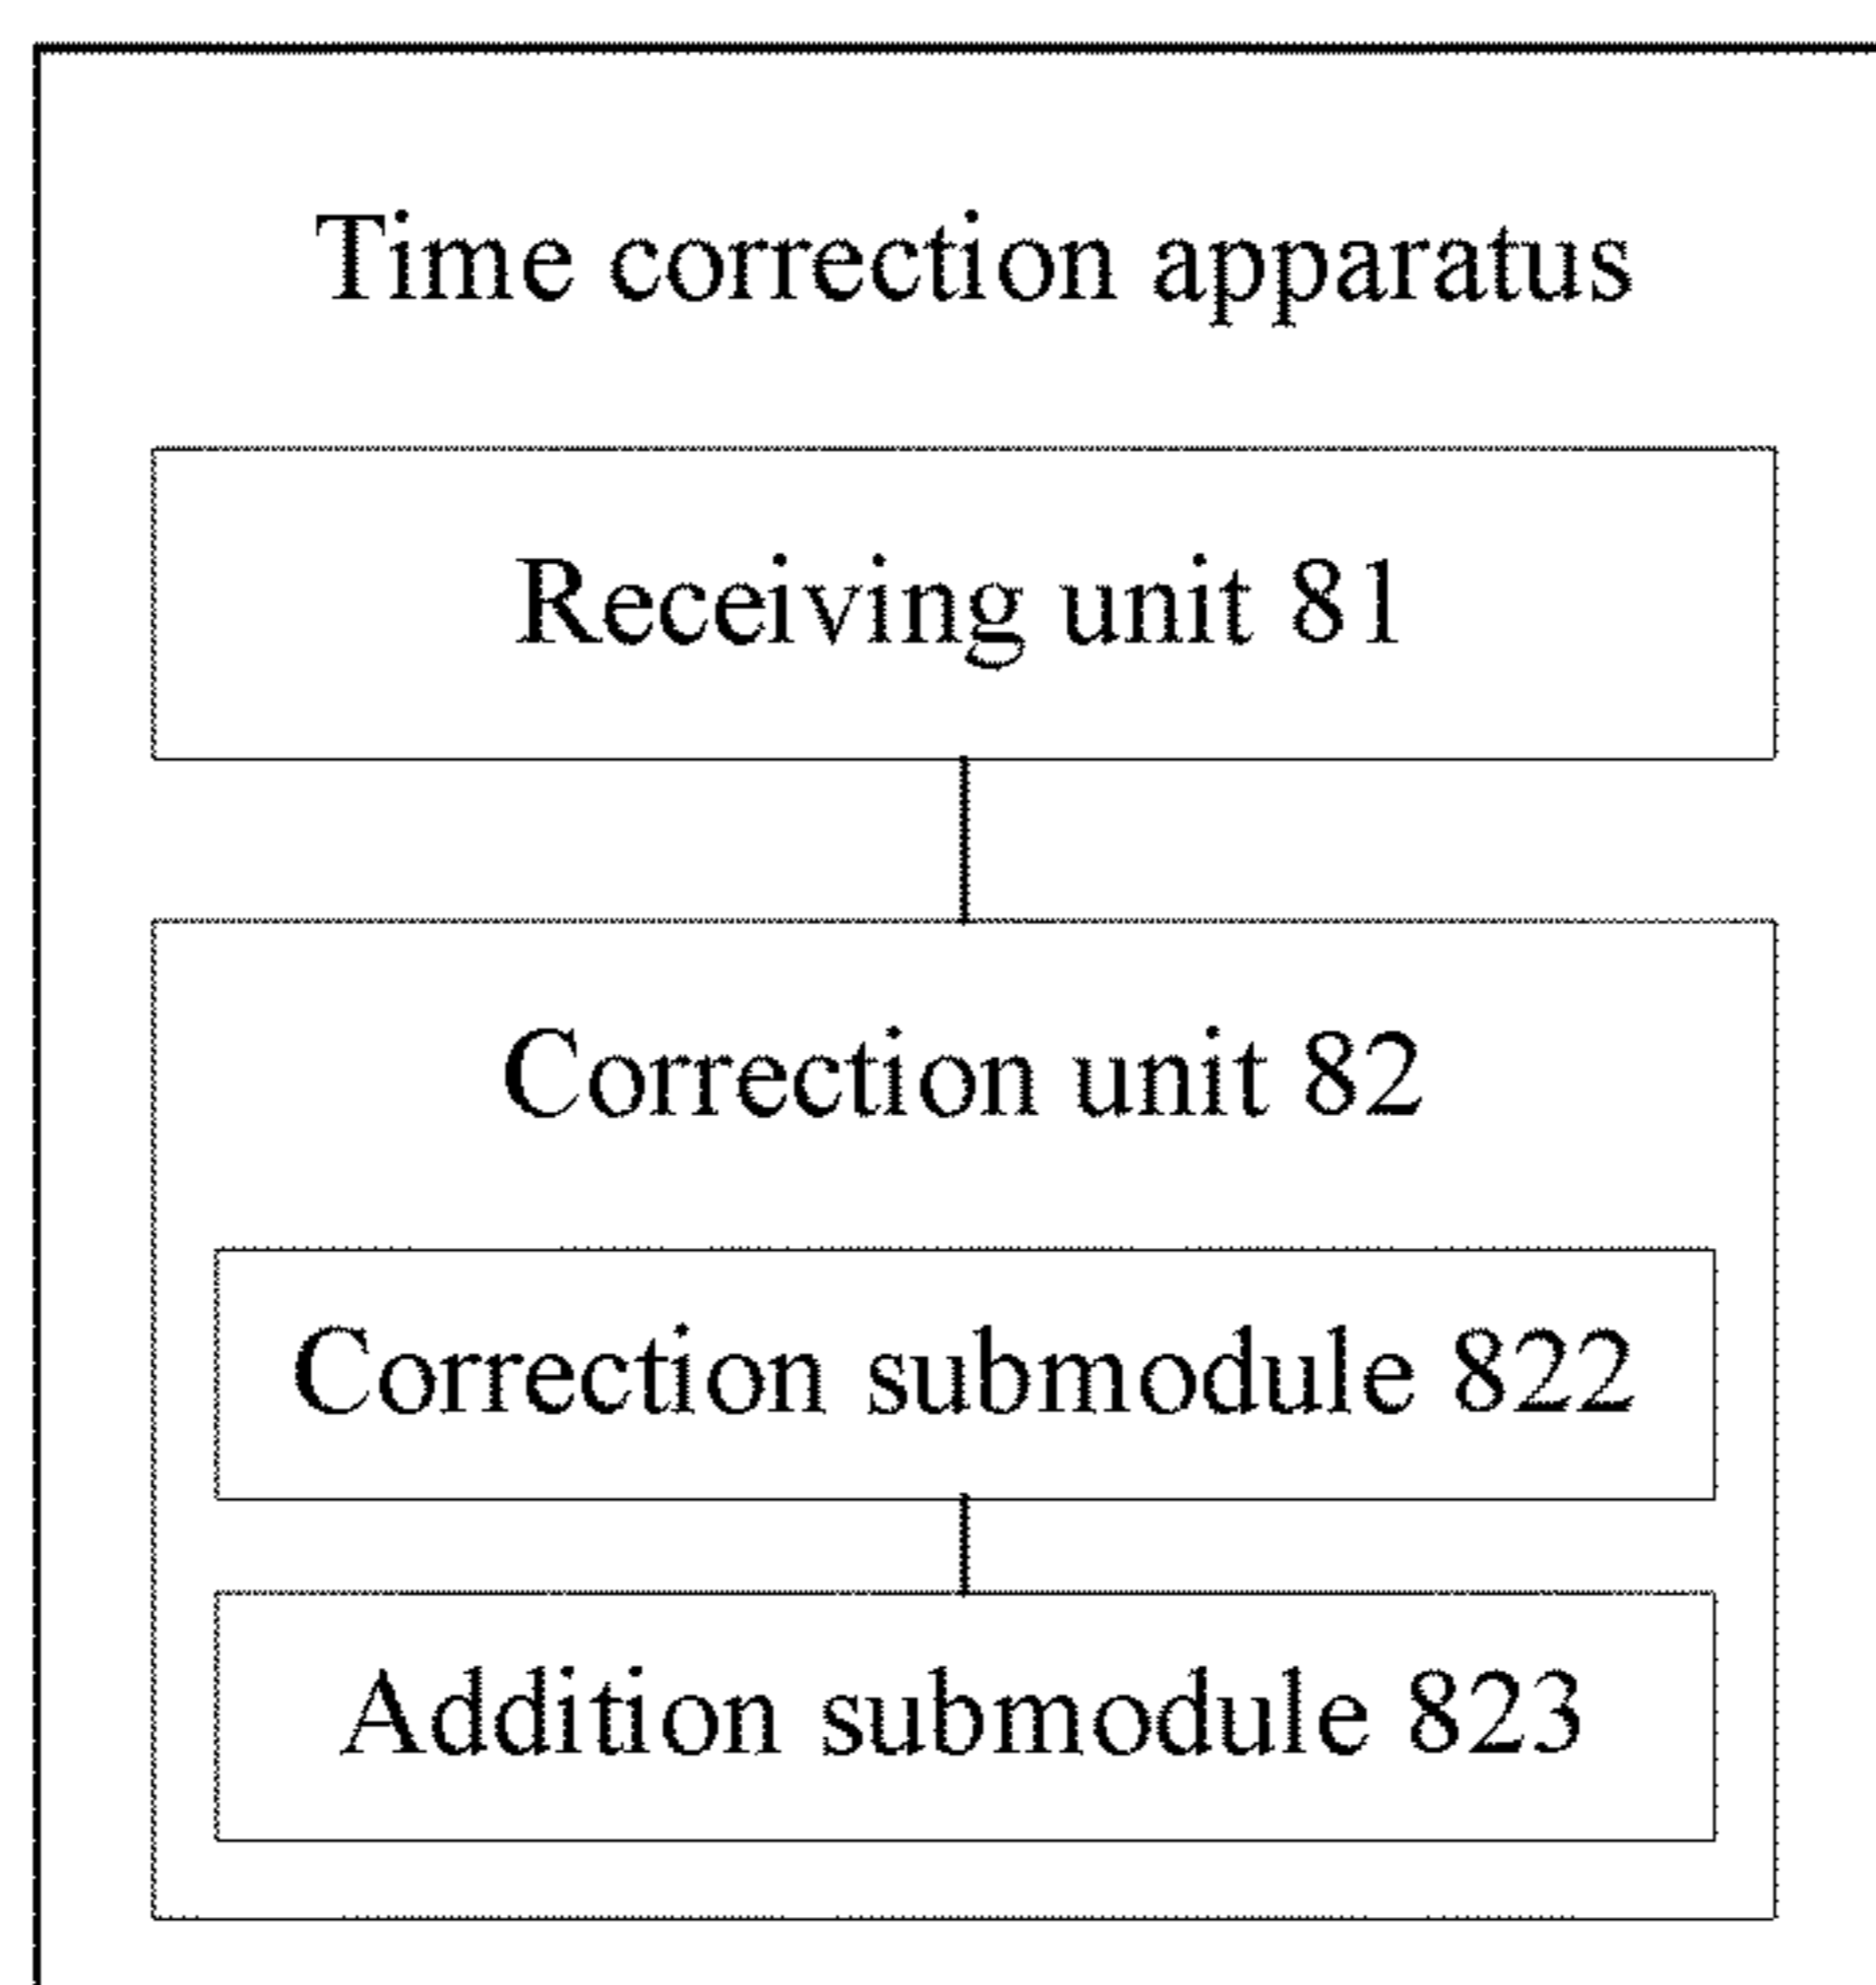 Time correction apparatus
Receiving unit 81
Correction unit 82
Correction submodule 822
Addition submodule 823